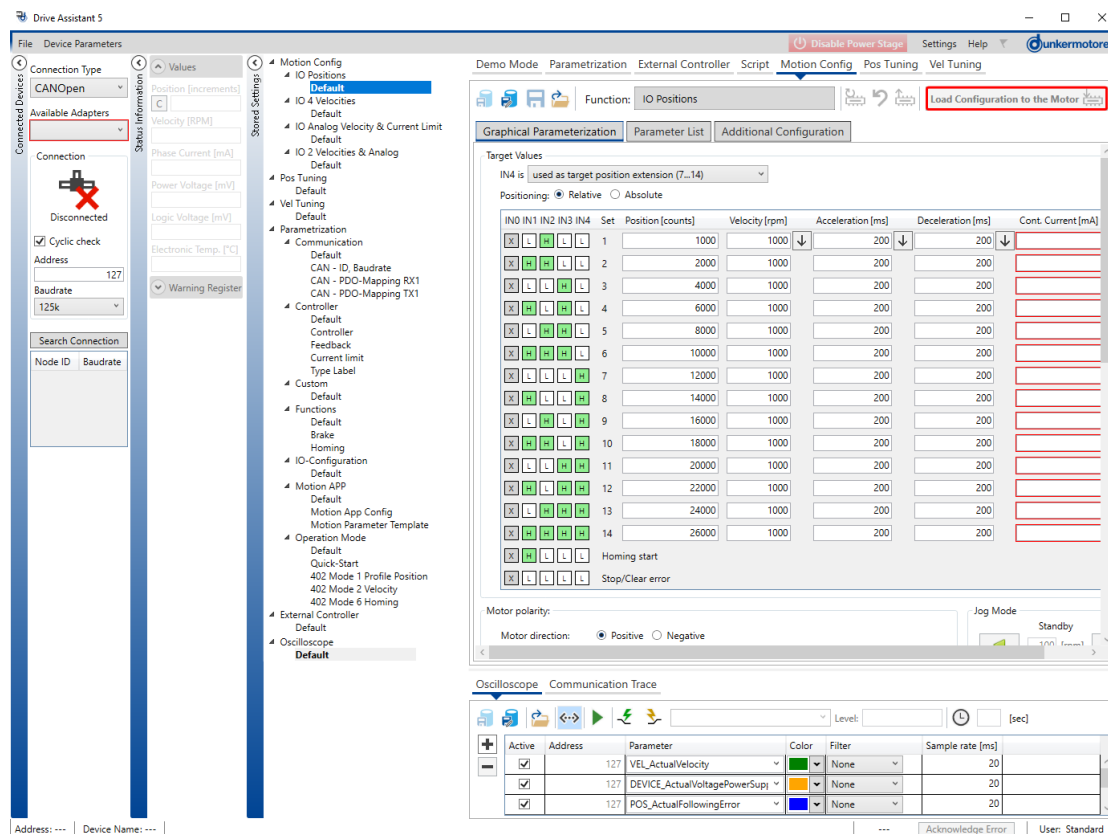 Drive Assistant 5
File Device Parameters
Disable Power Stage Settings Help dunkermotoren
Connected Devices
Connection Type
CANOpen
Available Adapters
Connection
Disconnected
Cyclic check
Address
127
Baudrate
125k
Search Connection
Node ID Baudrate
Status Information
Values
Position [increments]
C
Velocity [RPM]
Phase Current [mA]
Power Voltage [mV]
Logic Voltage [mV]
Electronic Temp. [°C]
Warning Register
Stored Settings
Motion Config
IO Positions
Default
IO 4 Velocities
Default
IO Analog Velocity & Current Limit
Default
IO 2 Velocities & Analog
Default
Pos Tuning
Default
Vel Tuning
Default
Parametrization
Communication
Default
CAN - ID, Baudrate
CAN - PDO-Mapping RX1
CAN - PDO-Mapping TX1
Controller
Default
Controller
Feedback
Current limit
Type Label
Custom
Default
Functions
Default
Brake
Homing
IO-Configuration
Default
Motion APP
Default
Motion App Config
Motion Parameter Template
Operation Mode
Default
Quick-Start
402 Mode 1 Profile Position
402 Mode 2 Velocity
402 Mode 6 Homing
External Controller
Default
Oscilloscope
Default
Demo Mode Parametrization External Controller Script Motion Config Pos Tuning Vel Tuning
Function: IO Positions Load Configuration to the Motor
Graphical Parameterization Parameter List Additional Configuration
Target Values
IN4 is used as target position extension (7...14)
Positioning: Relative Absolute
IN0 IN1 IN2 IN3 IN4 Set Position [counts] Velocity [rpm] Acceleration [ms] Deceleration [ms] Cont. Current [mA]
X L H L L 1 1000 1000 200 200
X H H L L 2 2000 1000 200 200
X L L H L 3 4000 1000 200 200
X H L H L 4 6000 1000 200 200
X L H H L 5 8000 1000 200 200
X H H H L 6 10000 1000 200 200
X L L L H 7 12000 1000 200 200
X H L L H 8 14000 1000 200 200
X L H L H 9 16000 1000 200 200
X H H L H 10 18000 1000 200 200
X L L H H 11 20000 1000 200 200
X H L H H 12 22000 1000 200 200
X L H H H 13 24000 1000 200 200
X H H H H 14 26000 1000 200 200
X H L L L Homing start
X L L L L Stop/Clear error
Motor polarity:
Motor direction: Positive Negative
Jog Mode
Standby
100 [rpm]
Oscilloscope Communication Trace
Level: [sec]
Active Address Parameter Color Filter Sample rate [ms]
127 VEL_ActualVelocity None 20
127 DEVICE_ActualVoltagePowerSup None 20
127 POS_ActualFollowingError None 20
Address: --- Device Name: --- --- Acknowledge Error User: Standard